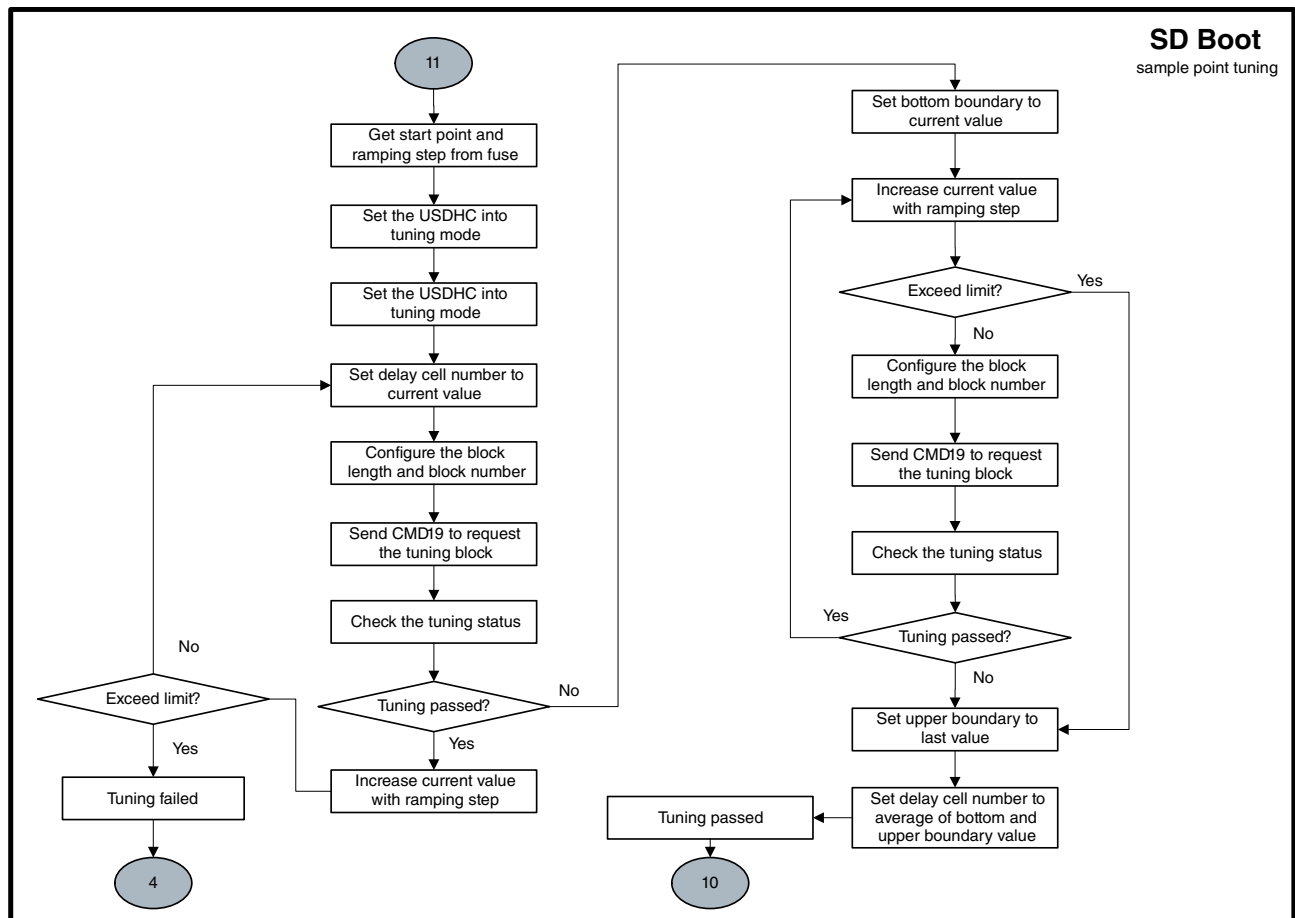 SD Boot
sample point tuning
11
Get start point and
ramping step from fuse
Set the USDHC into
tuning mode
Set the USDHC into
tuning mode
Set delay cell number to
current value
Configure the block
length and block number
Send CMD19 to request
the tuning block
Check the tuning status
Tuning passed?
No
Yes
Increase current value
with ramping step
Exceed limit?
No
Yes
Tuning failed
4
Set bottom boundary to
current value
Increase current value
with ramping step
Exceed limit?
Yes
No
Configure the block
length and block number
Send CMD19 to request
the tuning block
Check the tuning status
Tuning passed?
Yes
No
Set upper boundary to
last value
Set delay cell number to
average of bottom and
upper boundary value
Tuning passed
10